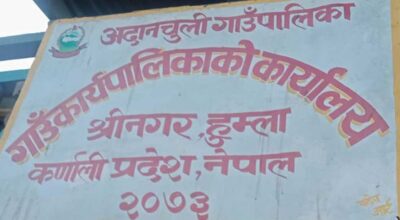 अदानचुली गाउँपालिका
गाउँकार्यपालिकाको कार्यालय
श्रीनगर,हुम्ला
कर्णाली प्रदेश,नेपाल
२०७३